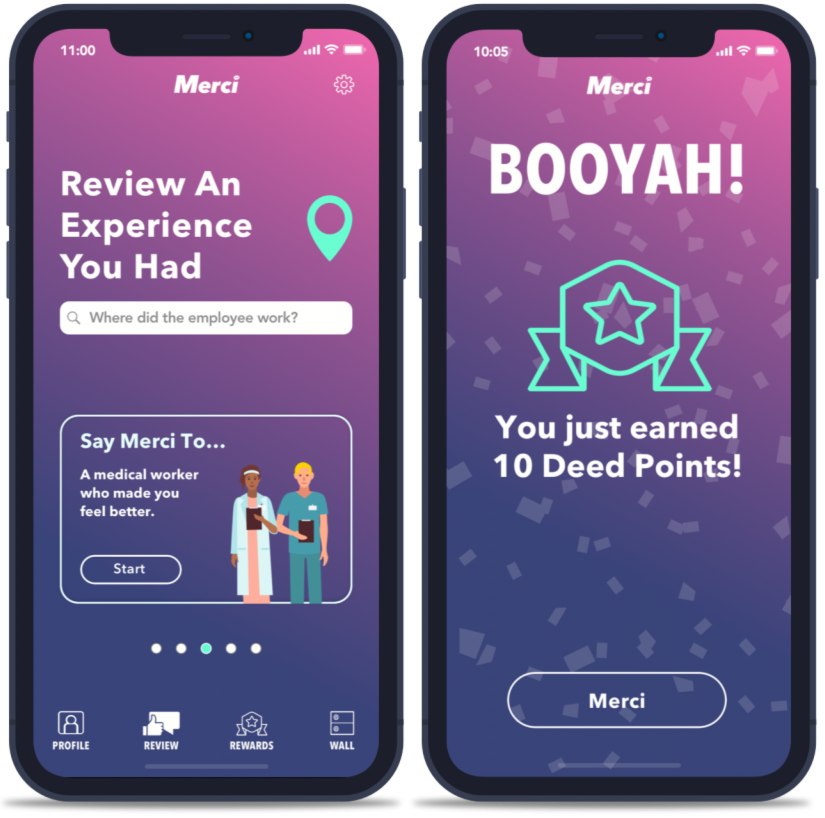 11:00
Merci
Review An
Experience
You Had
Where did the employee work?
Say Merci To...
A medical worker
who made you
feel better.
Start
PROFILE
REVIEW
REWARDS
WALL
10:05
Merci
BOOYAH!
You just earned
10 Deed Points!
Merci